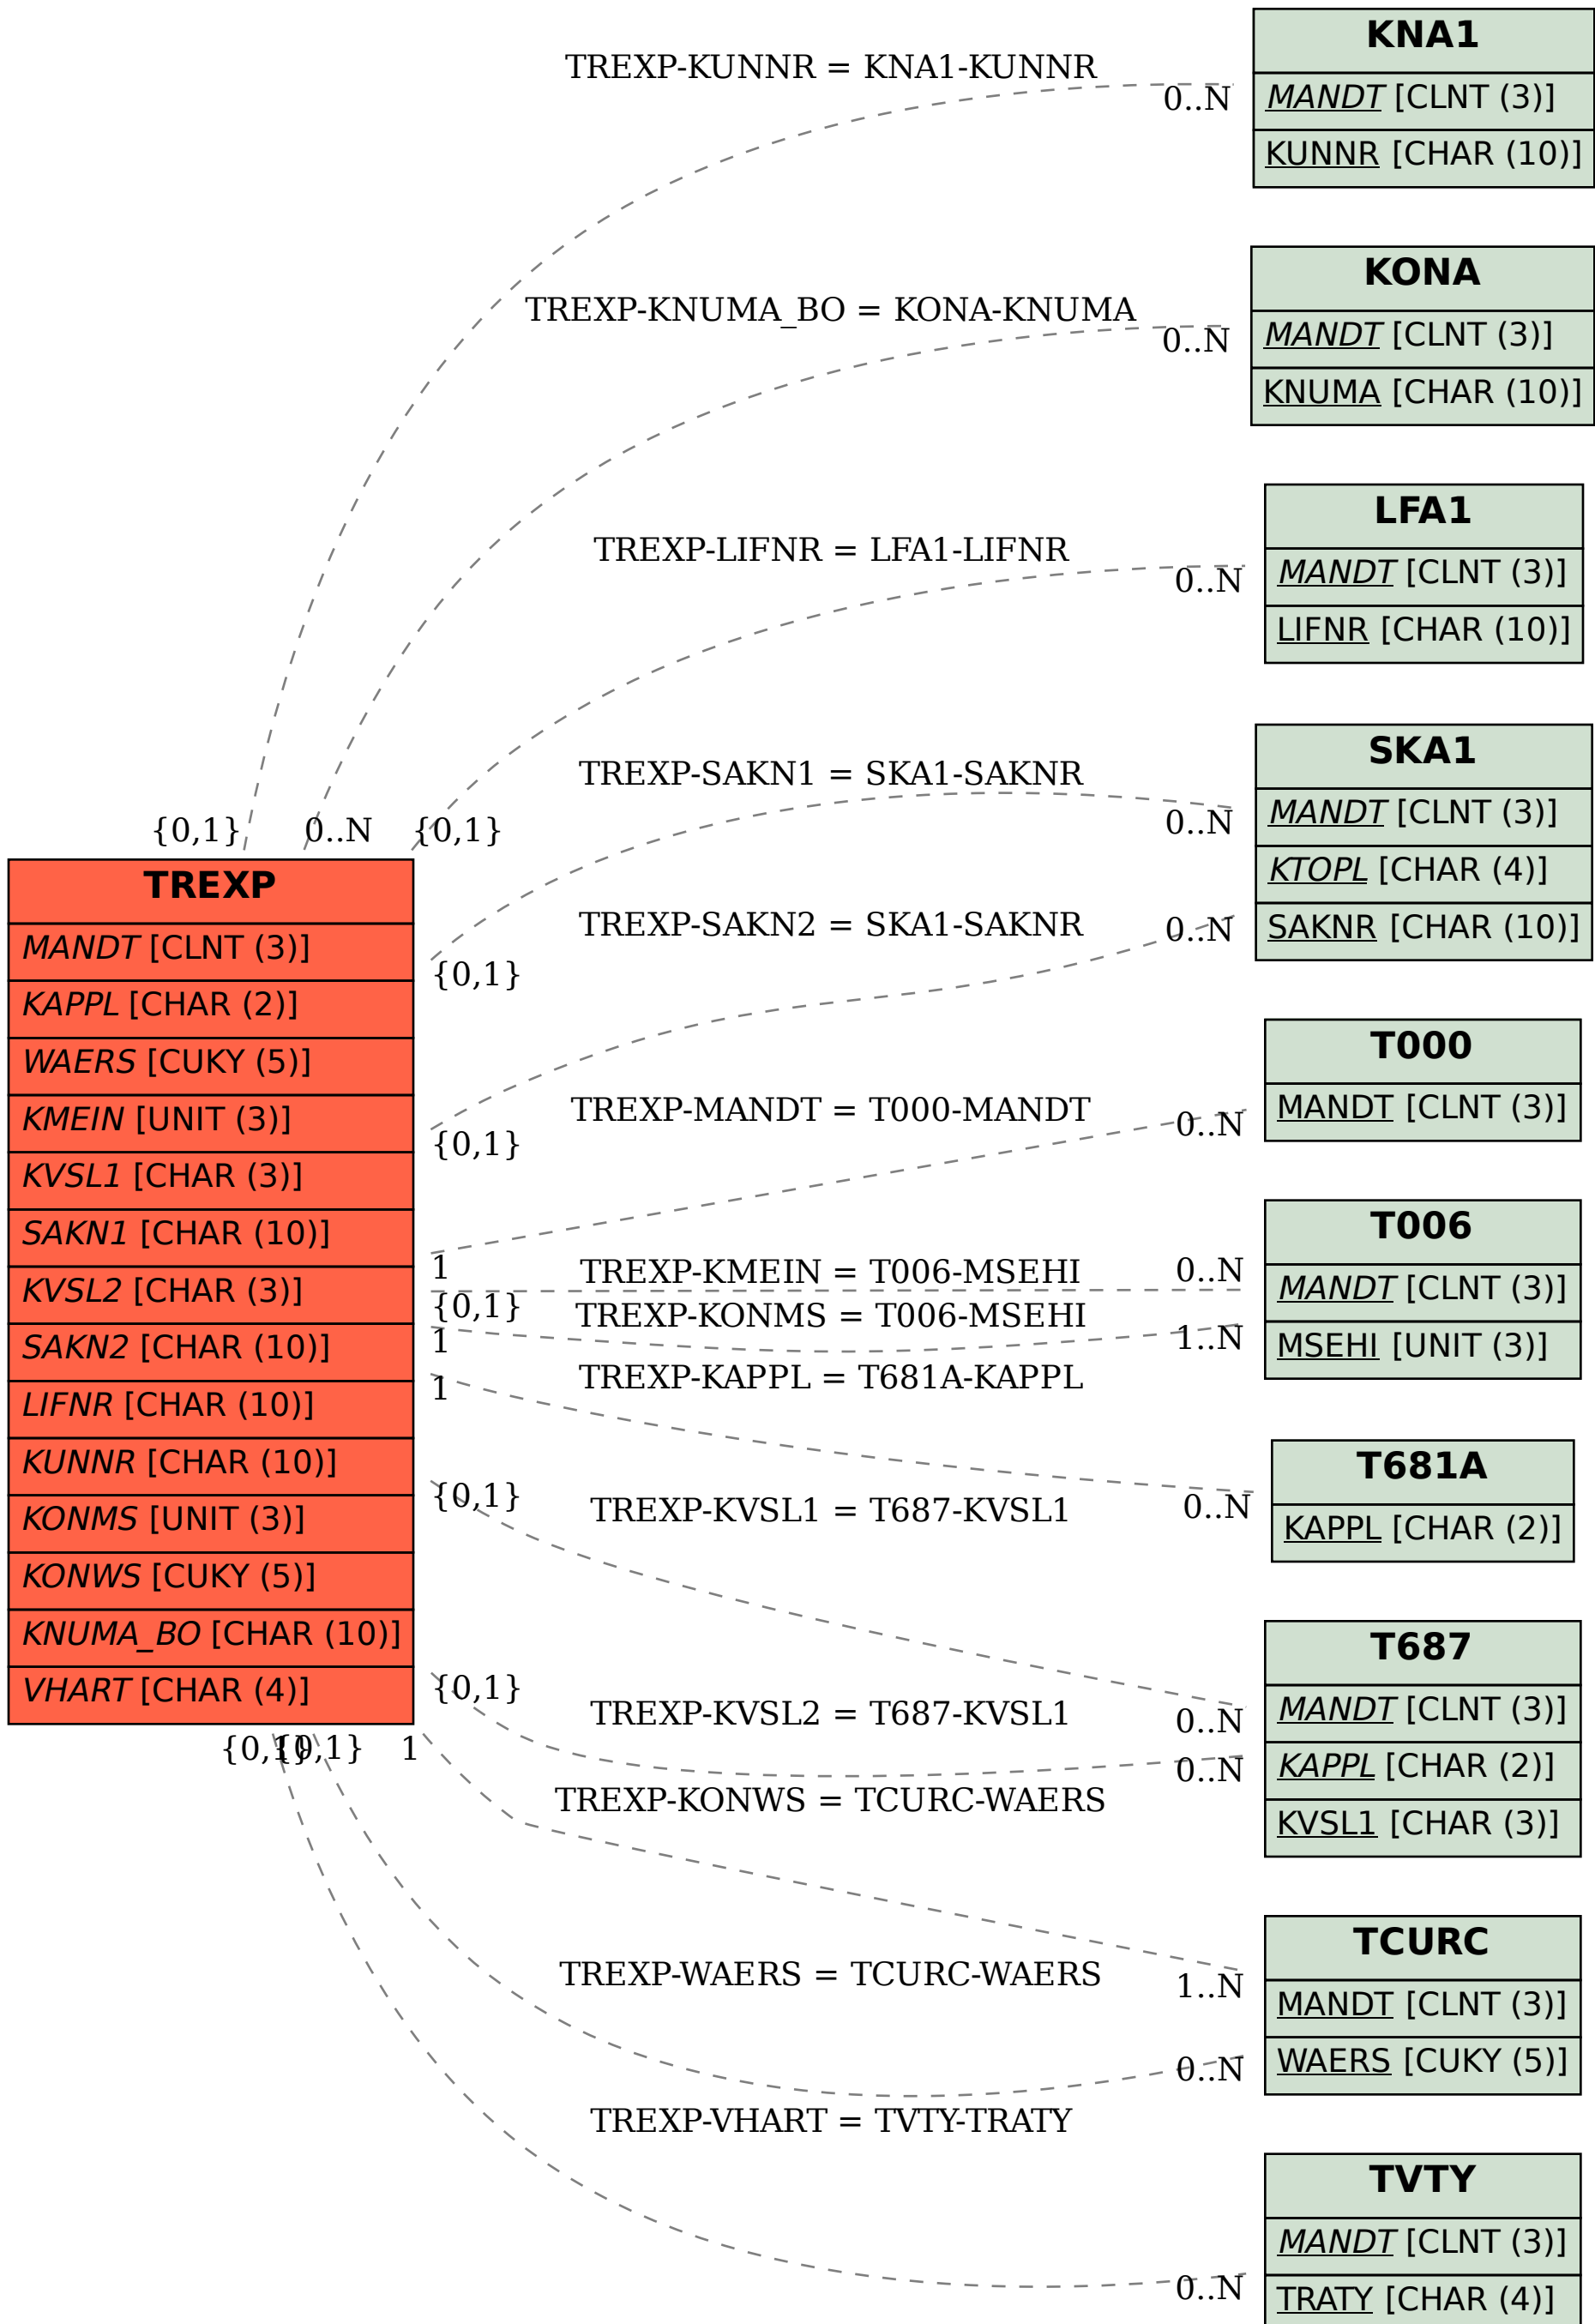 KNA1
MANDT [CLNT (3)]
KUNNR [CHAR (10)]
TREXP-KUNNR = KNA1-KUNNR
0..N
KONA
MANDT [CLNT (3)]
KNUMA [CHAR (10)]
TREXP-KNUMA_BO = KONA-KNUMA
0..N
LFA1
MANDT [CLNT (3)]
LIFNR [CHAR (10)]
TREXP-LIFNR = LFA1-LIFNR
0..N
SKA1
MANDT [CLNT (3)]
KTOPL [CHAR (4)]
SAKNR [CHAR (10)]
TREXP-SAKN1 = SKA1-SAKNR
0..N
TREXP-SAKN2 = SKA1-SAKNR
0..N
{0,1}
0..N
{0,1}
TREXP
MANDT [CLNT (3)]
KAPPL [CHAR (2)]
WAERS [CUKY (5)]
KMEIN [UNIT (3)]
KVSL1 [CHAR (3)]
SAKN1 [CHAR (10)]
KVSL2 [CHAR (3)]
SAKN2 [CHAR (10)]
LIFNR [CHAR (10)]
KUNNR [CHAR (10)]
KONMS [UNIT (3)]
KONWS [CUKY (5)]
KNUMA_BO [CHAR (10)]
VHART [CHAR (4)]
{0,1}
{0,1}
1
{0,1}
1
1
{0,1}
{0,1}
{0,1}
{0,1}
1
TREXP-MANDT = T000-MANDT
0..N
T000
MANDT [CLNT (3)]
TREXP-KMEIN = T006-MSEHI
0..N
TREXP-KONMS = T006-MSEHI
1..N
T006
MANDT [CLNT (3)]
MSEHI [UNIT (3)]
TREXP-KAPPL = T681A-KAPPL
0..N
T681A
KAPPL [CHAR (2)]
TREXP-KVSL1 = T687-KVSL1
0..N
TREXP-KVSL2 = T687-KVSL1
0..N
T687
MANDT [CLNT (3)]
KAPPL [CHAR (2)]
KVSL1 [CHAR (3)]
TREXP-KONWS = TCURC-WAERS
1..N
TREXP-WAERS = TCURC-WAERS
0..N
TCURC
MANDT [CLNT (3)]
WAERS [CUKY (5)]
TREXP-VHART = TVTY-TRATY
0..N
TVTY
MANDT [CLNT (3)]
TRATY [CHAR (4)]